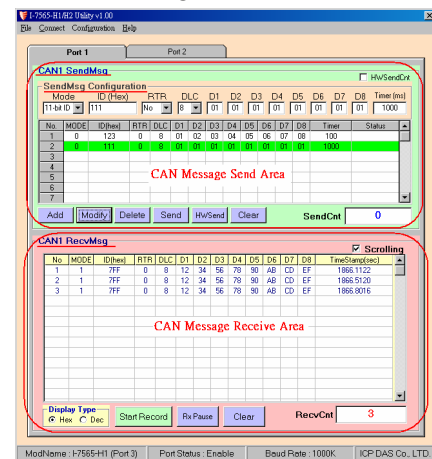 I-7565-H1/H2 Utility v1.00
File Connect Configuration Help
Port 1 Port 2
CAN1 SendMsg
HWSendCnt
SendMsg Configuration
Mode ID (Hex) RTR DLC D1 D2 D3 D4 D5 D6 D7 D8 Timer (ms)
11-bit ID 111 No 8 01 01 01 01 01 01 01 01 1000
No. MODE ID(hex) RTR DLC D1 D2 D3 D4 D5 D6 D7 D8 Timer Status
1 0 123 0 8 01 02 03 04 05 06 07 08 100
2 0 111 0 8 01 01 01 01 01 01 01 01 1000
3
4
5
6
7
CAN Message Send Area
Add Modify Delete Send HWSend Clear SendCnt 0
CAN1 RecvMsg
Scrolling
No MODE ID(hex) RTR DLC D1 D2 D3 D4 D5 D6 D7 D8 TimeStamp(sec)
1 1 7FF 0 8 12 34 56 78 90 AB CD EF 1866.1122
2 1 7FF 0 8 12 34 56 78 90 AB CD EF 1866.5120
3 1 7FF 0 8 12 34 56 78 90 AB CD EF 1866.8016
CAN Message Receive Area
Display Type
Hex Dec
Start Record Rx Pause Clear RecvCnt 3
ModName : I-7565-H1 (Port 3) Port Status : Enable Baud Rate : 1000K ICP DAS Co., LTD.